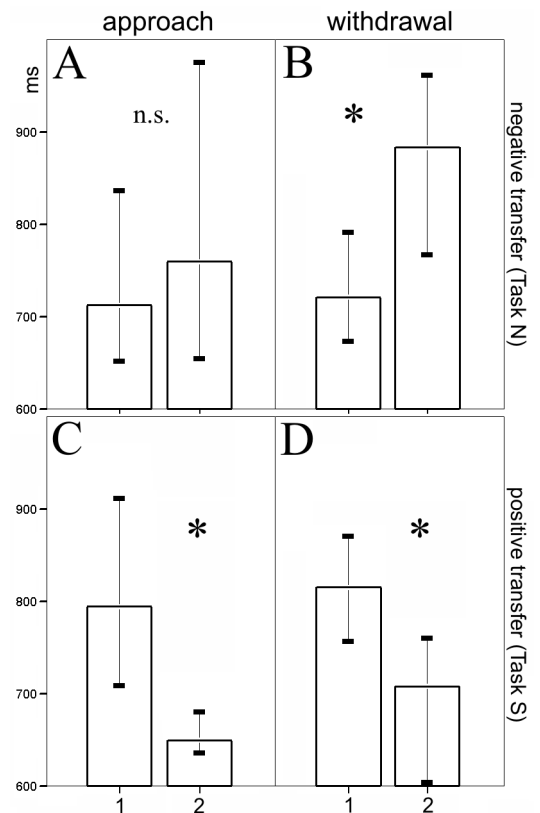 approach withdrawal
A B
ms
n.s. *
900
800
700
600
negative transfer (Task N)
C D
* *
900
800
700
600
positive transfer (Task S)
1 2 1 2